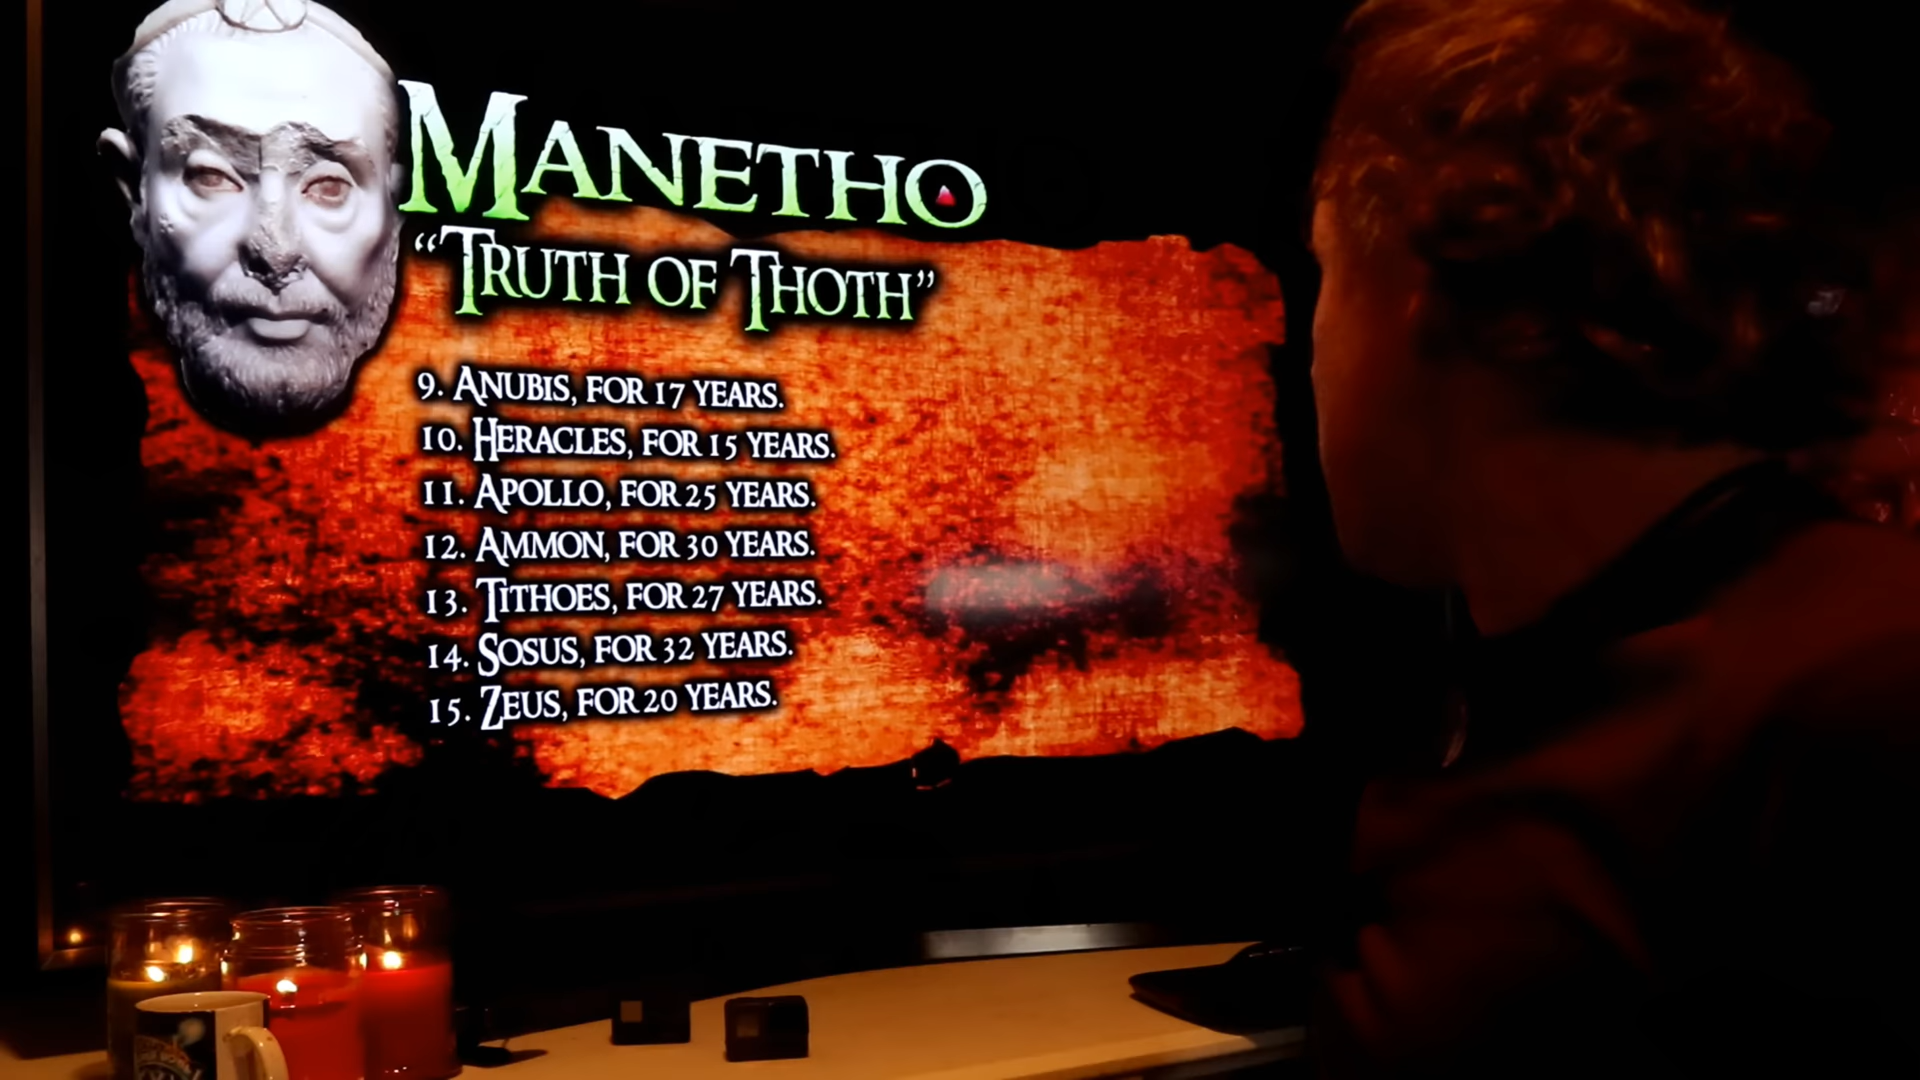 MANETHO
“TRUTH OF THOTH”
9. ANUBIS, FOR 17 YEARS.
10. HERACLES, FOR 15 YEARS.
11. APOLLO, FOR 25 YEARS.
12. AMMON, FOR 30 YEARS.
13. TITHOES, FOR 27 YEARS.
14. SOSUS, FOR 32 YEARS.
15. ZEUS, FOR 20 YEARS.